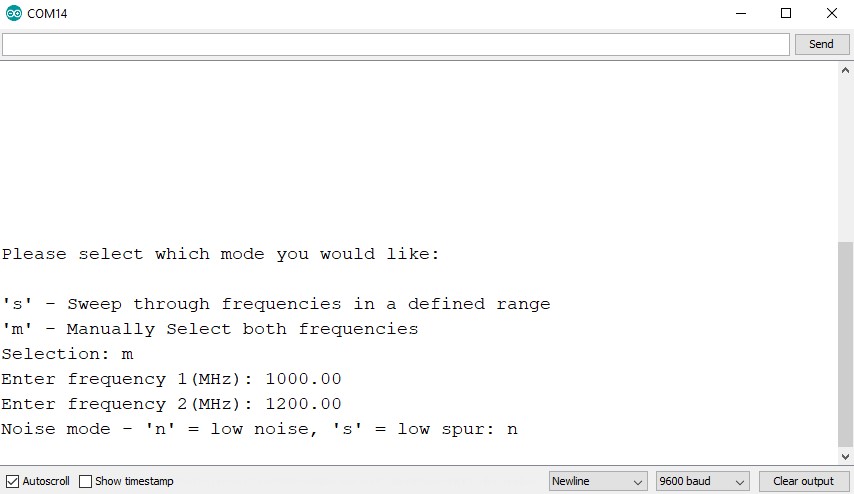 COM14
Send
Please select which mode you would like:
's' - Sweep through frequencies in a defined range
'm' - Manually Select both frequencies
Selection: m
Enter frequency 1(MHz): 1000.00
Enter frequency 2(MHz): 1200.00
Noise mode - 'n' = low noise, 's' = low spur: n
Autoscroll Show timestamp Newline 9600 baud Clear output